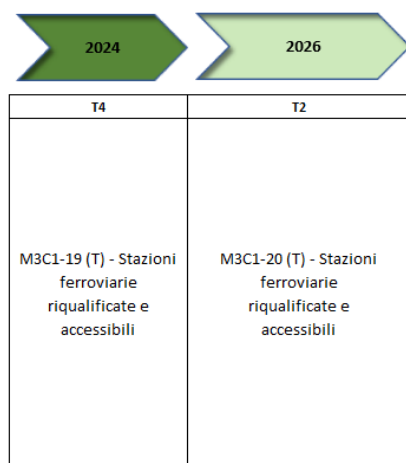 2024
2026
T4
T2
M3C1-19 (T) - Stazioni
ferroviarie
riqualificate e
accessibili
M3C1-20 (T) - Stazioni
ferroviarie
riqualificate e
accessibili